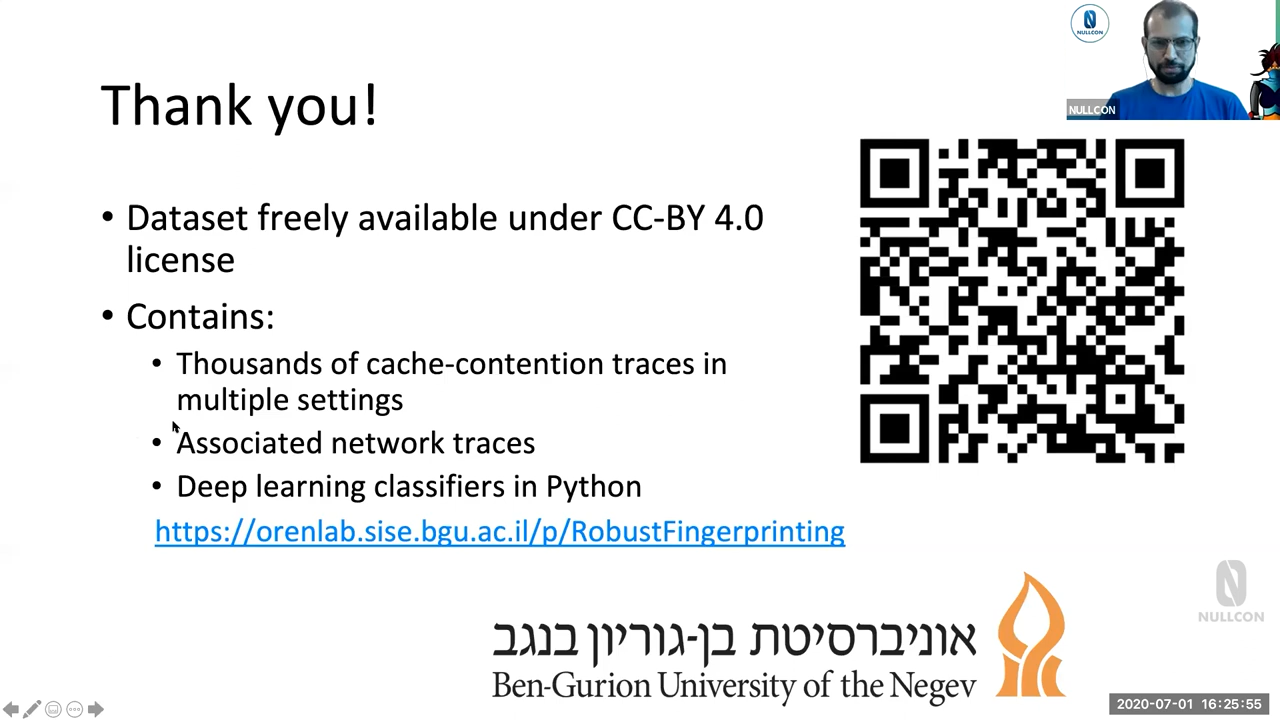 NULLCON
NULLCON
Thank you!
• Dataset freely available under CC-BY 4.0
license
• Contains:
• Thousands of cache-contention traces in
multiple settings
• Associated network traces
• Deep learning classifiers in Python
https://orenlab.sise.bgu.ac.il/p/RobustFingerprinting
NULLCON
אוניברסיטת בן-גוריון בנגב
Ben-Gurion University of the Negev
2020-07-01 16:25:55